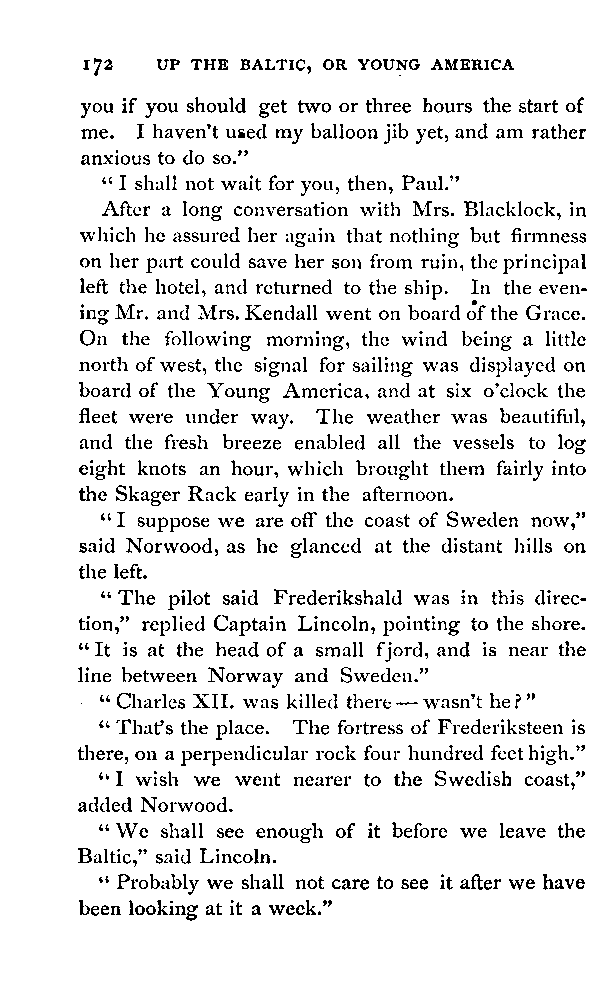 172 UP THE BALTIC, OR YOUNG AMERICA
you if you should get two or three hours the start of
me. I haven't used my balloon jib yet, and am rather
anxious to do so.”
“ I shall not wait for you, then, Paul.”
After a long conversation with Mrs. Blacklock, in
which he assured her again that nothing but firmness
on her part could save her son from ruin, the principal
left the hotel, and returned to the ship. In the even-
ing Mr. and Mrs. Kendall went on board of the Grace.
On the following morning, the wind being a little
north of west, the signal for sailing was displayed on
board of the Young America, and at six o'clock the
fleet were under way. The weather was beautiful,
and the fresh breeze enabled all the vessels to log
eight knots an hour, which brought them fairly into
the Skager Rack early in the afternoon.
“ I suppose we are off the coast of Sweden now,”
said Norwood, as he glanced at the distant hills on
the left.
“ The pilot said Frederikshald was in this direc-
tion,” replied Captain Lincoln, pointing to the shore.
“ It is at the head of a small fjord, and is near the
line between Norway and Sweden.”
“ Charles XII. was killed there — wasn't he?”
“ That's the place. The fortress of Frederiksteen is
there, on a perpendicular rock four hundred feet high.”
“ I wish we went nearer to the Swedish coast,”
added Norwood.
“ We shall see enough of it before we leave the
Baltic,” said Lincoln.
“ Probably we shall not care to see it after we have
been looking at it a week.”